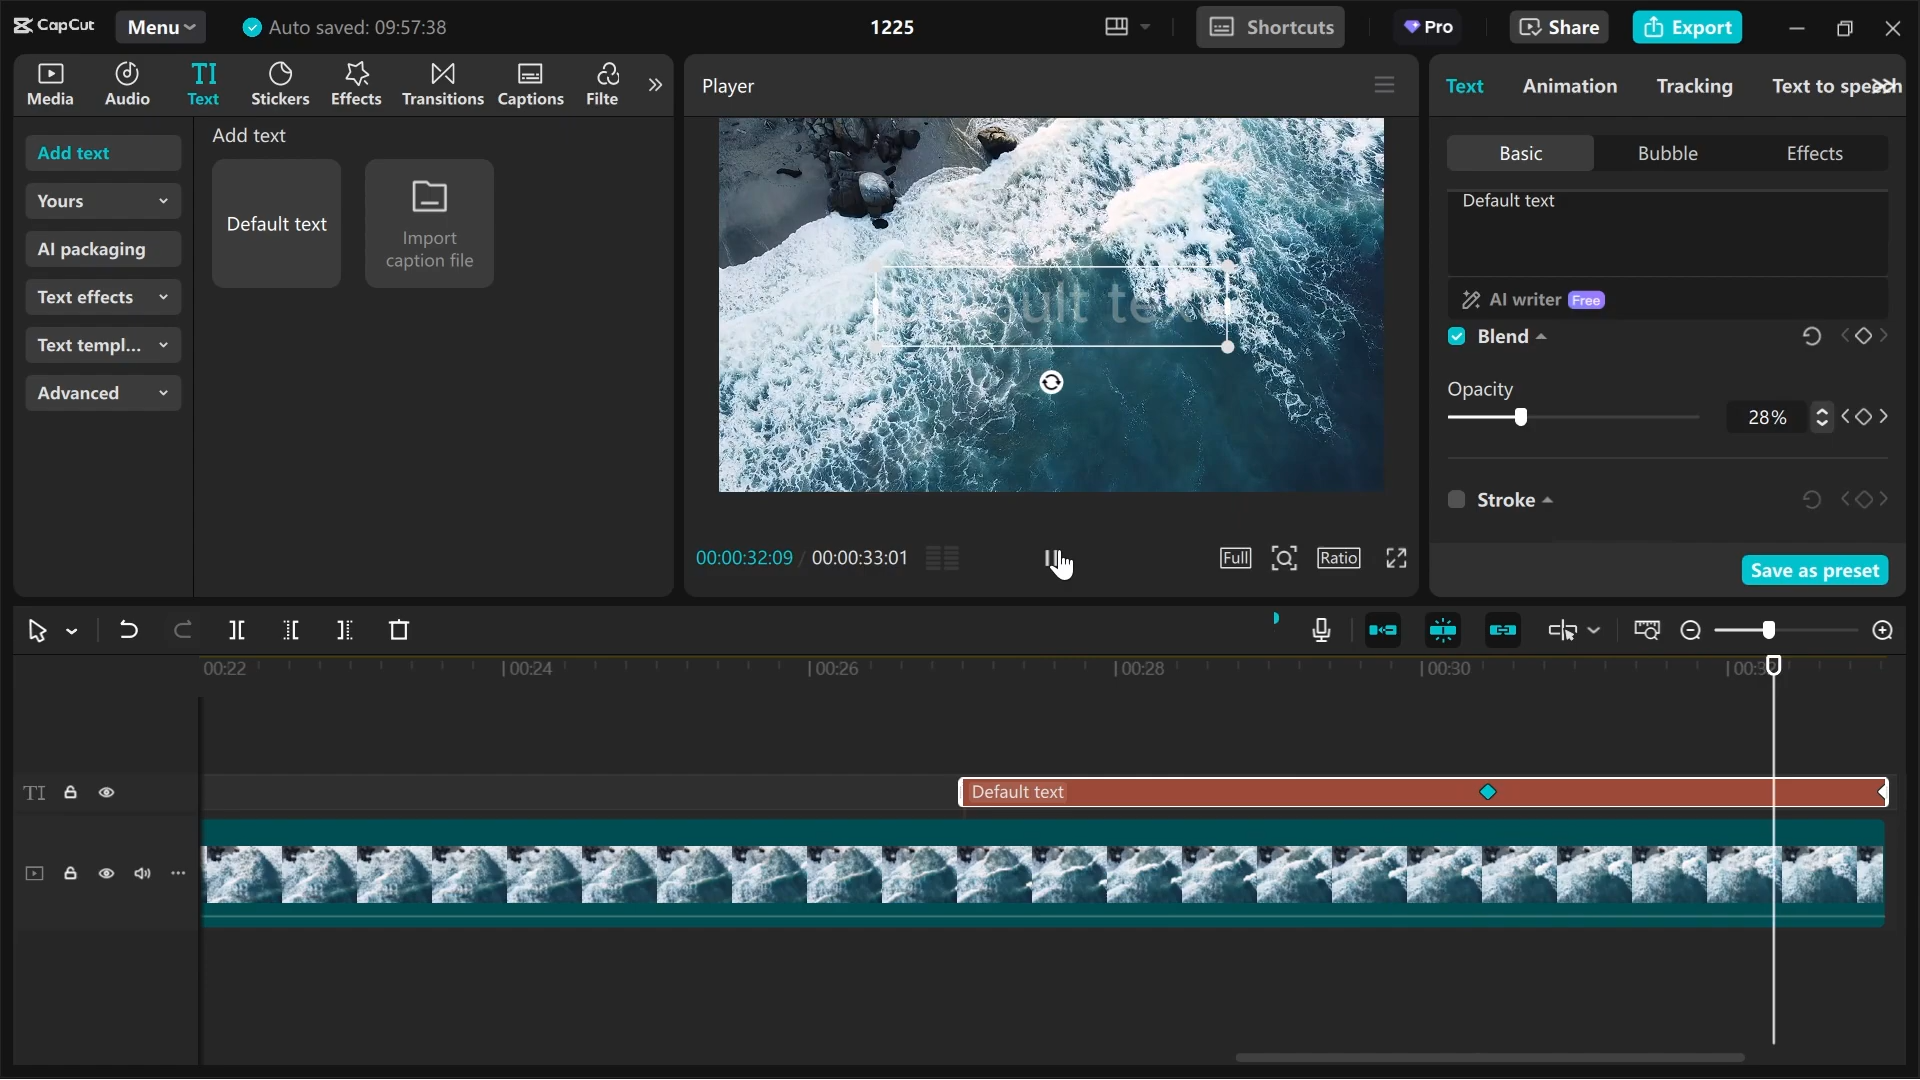 CapCut
Menu
Auto saved: 09:57:38
1225
Shortcuts
Pro
Share
Export
Media
Audio
TI
Text
Stickers
Effects
Transitions
Captions
Filte
Add text
Yours
AI packaging
Text effects
Text templ...
Advanced
Add text
Default text
Import
caption file
Player
Default text
00:00:32:09 / 00:00:33:01
Full
Ratio
Text
Animation
Tracking
Text to speech
Basic
Bubble
Effects
Default text
AI writer Free
Blend
Opacity
28%
Stroke
Save as preset
00:22
00:24
00:26
00:28
00:30
TI
Default text